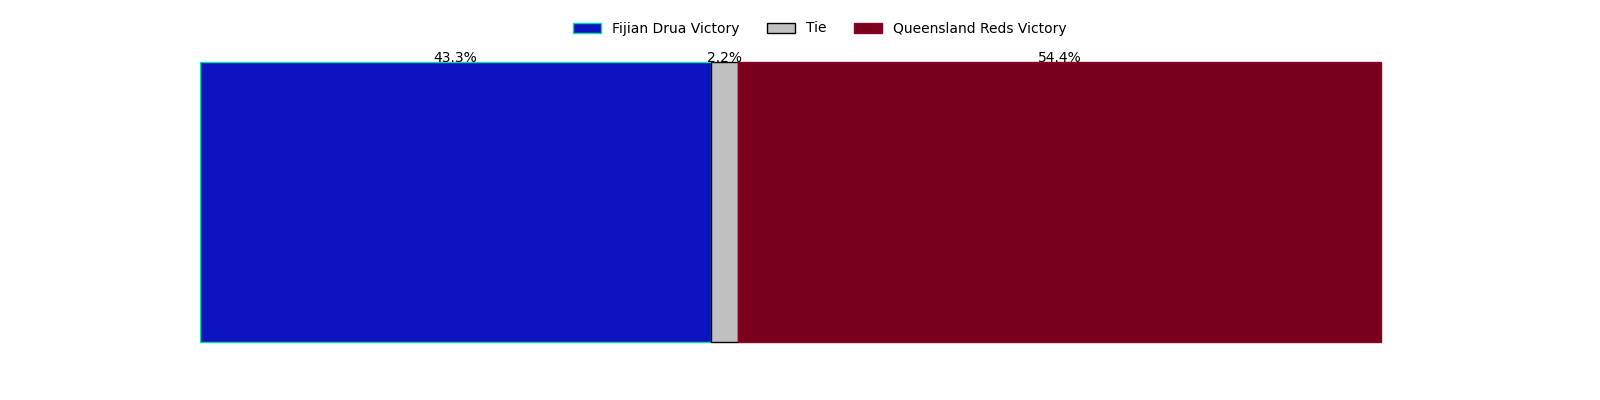 Fijian Drua Victory Tie Queensland Reds Victory
43.3% 2.2% 54.4%